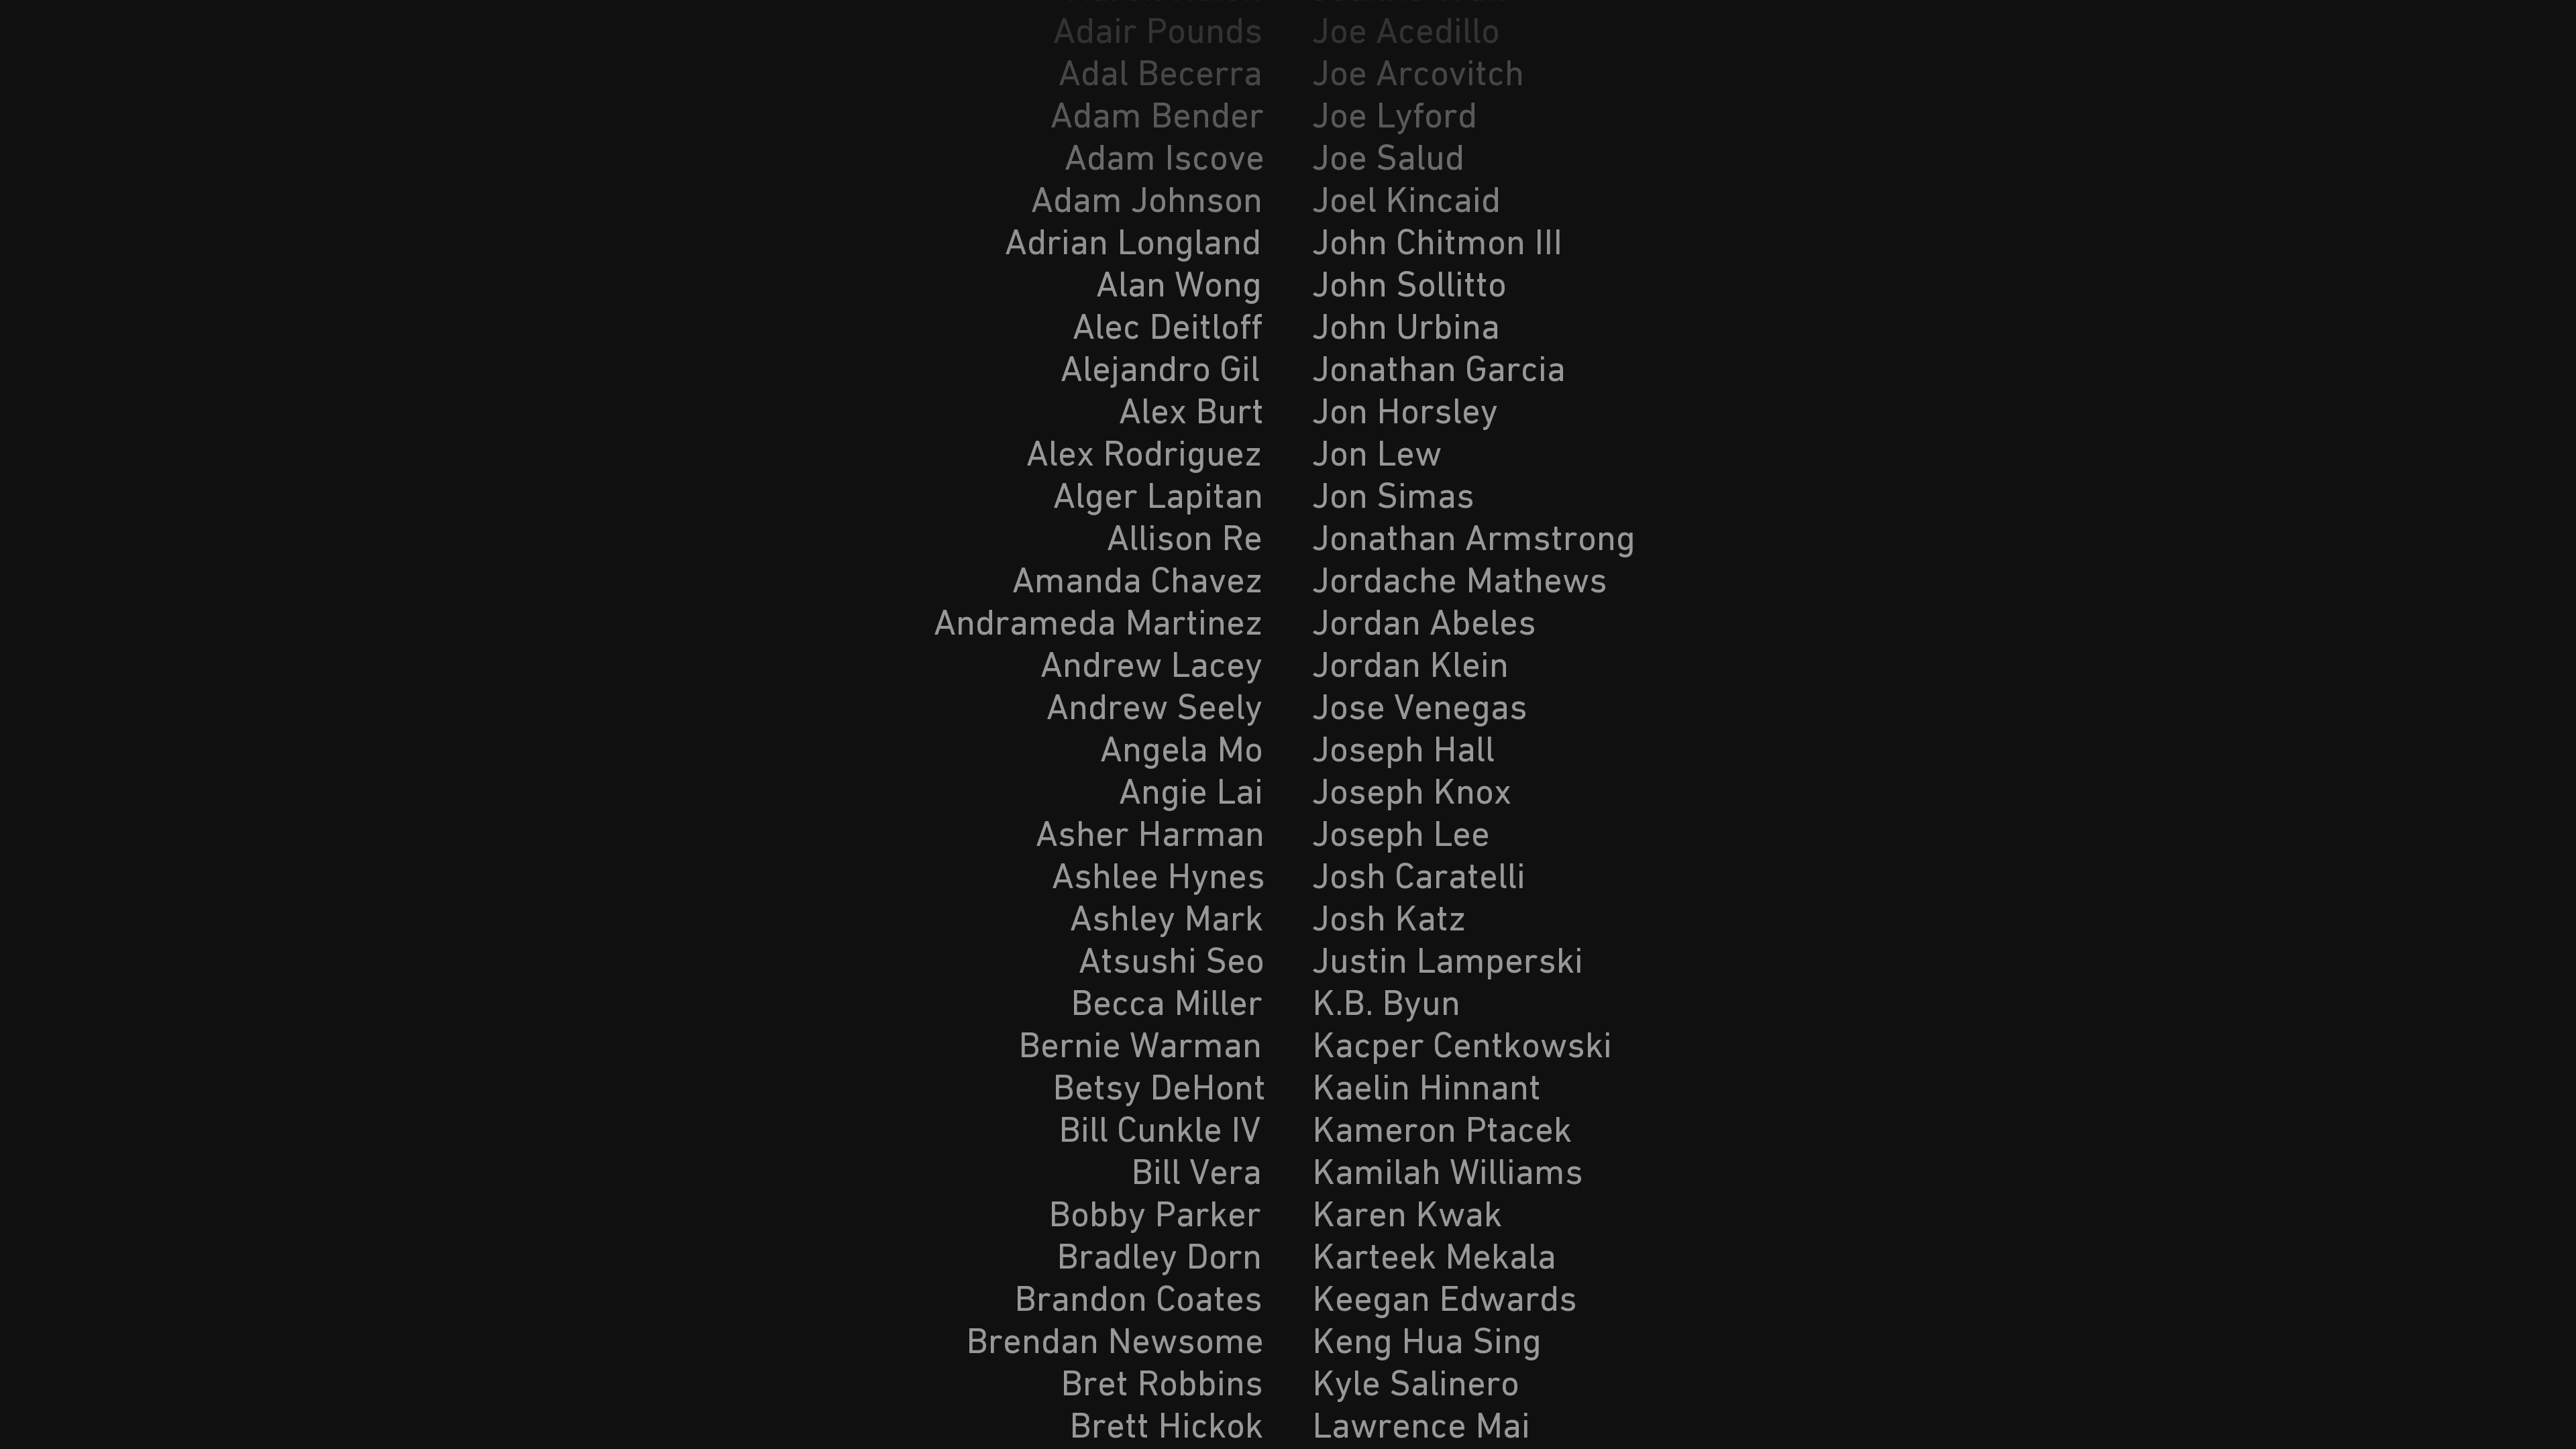 Adair Pounds Joe Acedillo
Adal Becerra Joe Arcovitch
Adam Bender Joe Lyford
Adam Iscove Joe Salud
Adam Johnson Joel Kincaid
Adrian Longland John Chitmon III
Alan Wong John Sollitto
Alec Deitloff John Urbina
Alejandro Gil Jonathan Garcia
Alex Burt Jon Horsley
Alex Rodriguez Jon Lew
Alger Lapitan Jon Simas
Allison Re Jonathan Armstrong
Amanda Chavez Jordache Mathews
Andrameda Martinez Jordan Abeles
Andrew Lacey Jordan Klein
Andrew Seely Jose Venegas
Angela Mo Joseph Hall
Angie Lai Joseph Knox
Asher Harman Joseph Lee
Ashlee Hynes Josh Caratelli
Ashley Mark Josh Katz
Atsushi Seo Justin Lamperski
Becca Miller K.B. Byun
Bernie Warman Kacper Centkowski
Betsy DeHont Kaelin Hinnant
Bill Cunkle IV Kameron Ptacek
Bill Vera Kamilah Williams
Bobby Parker Karen Kwak
Bradley Dorn Karteek Mekala
Brandon Coates Keegan Edwards
Brendan Newsome Keng Hua Sing
Bret Robbins Kyle Salinero
Brett Hickok Lawrence Mai